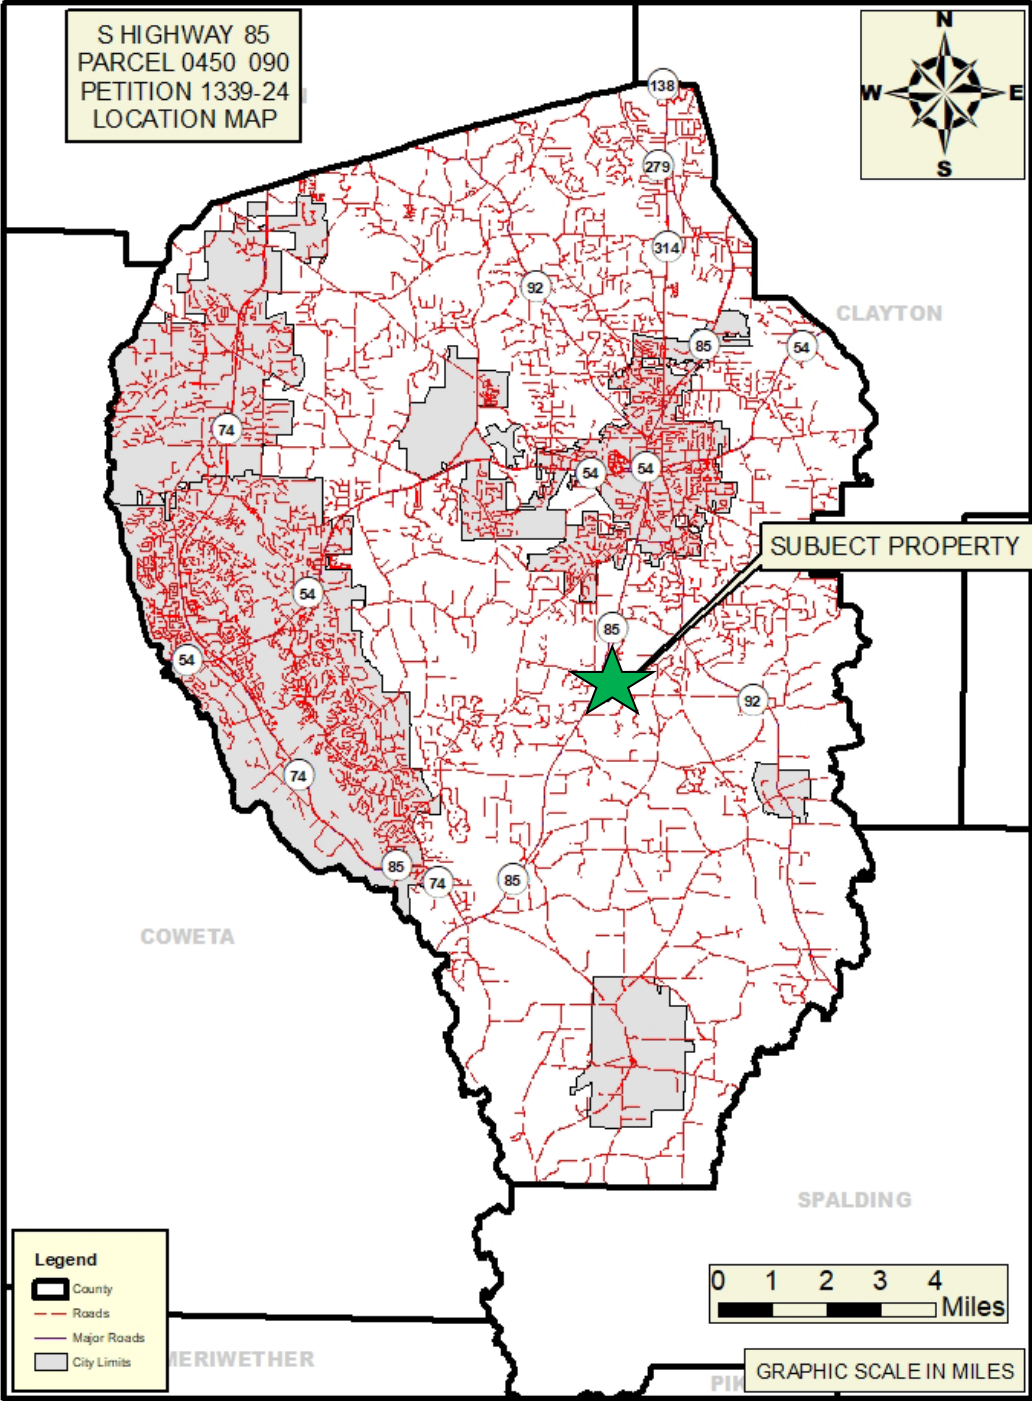 S HIGHWAY 85
PARCEL 0450 090
PETITION 1339-24
LOCATION MAP
N
W
E
S
138
279
314
92
CLAYTON
85
54
74
54
54
SUBJECT PROPERTY
54
85
54
92
74
85
74
85
COWETA
SPALDING
Legend
County
Roads
Major Roads
City Limits
0 1 2 3 4
Miles
MERIWETHER
GRAPHIC SCALE IN MILES
PIK